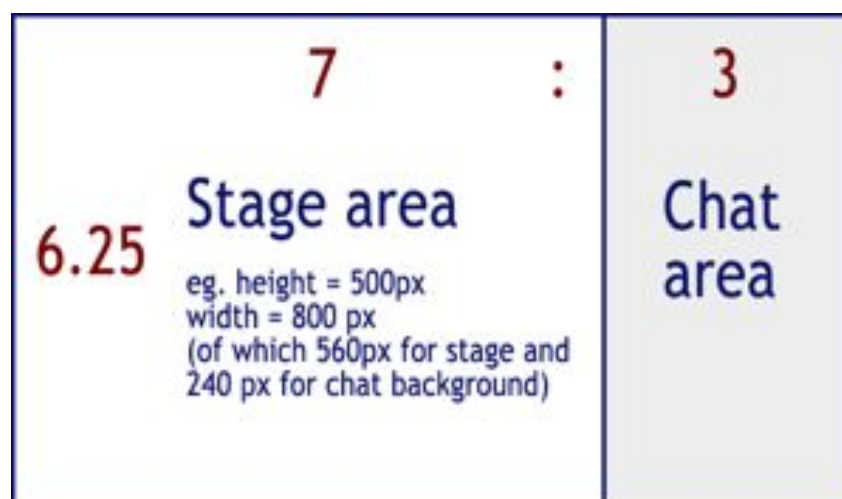 7 : 3
6.25
Stage area
eg. height = 500px
width = 800 px
(of which 560px for stage and
240 px for chat background)
Chat
area